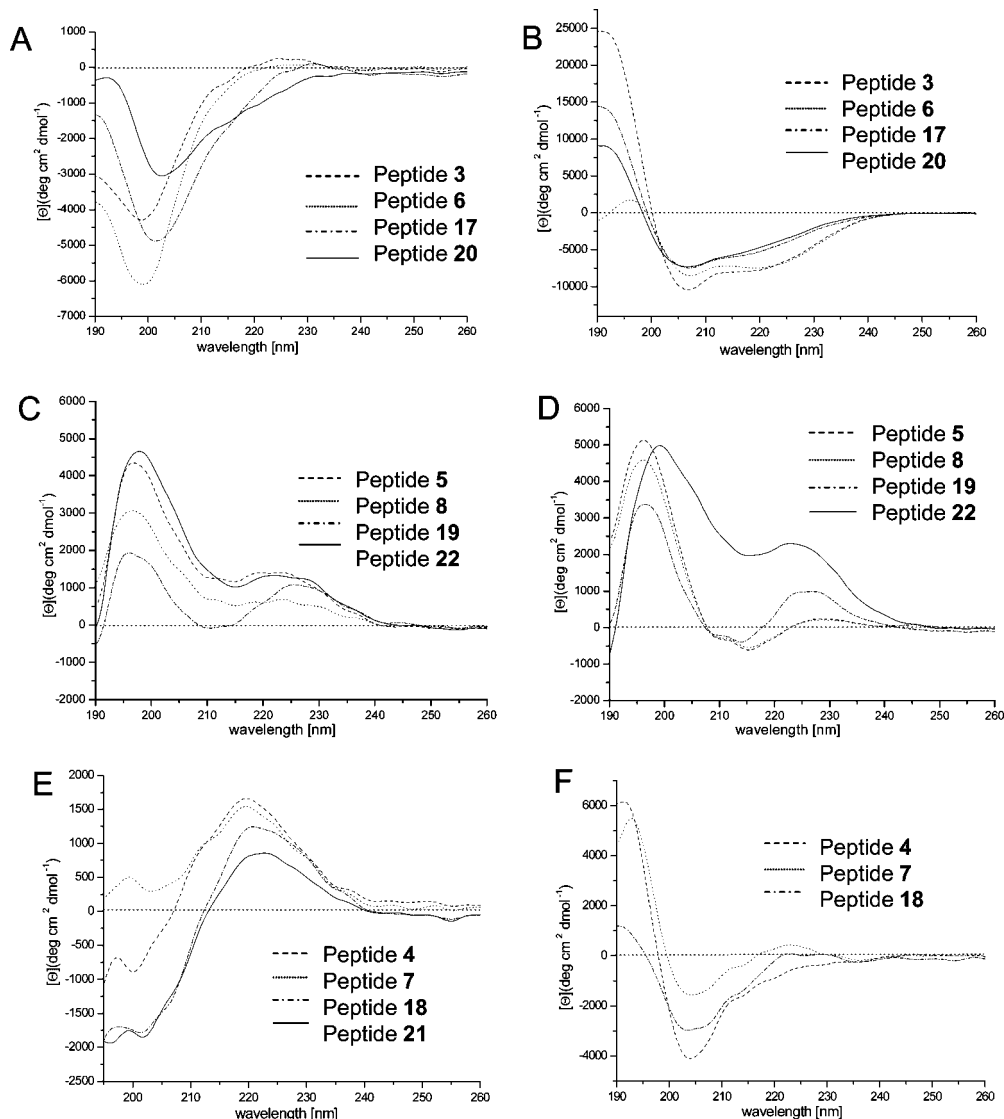 A
1000
0
-1000
-2000
-3000
-4000
-5000
-6000
-7000
[Θ](deg cm² dmol⁻¹)
Peptide 3
Peptide 6
Peptide 17
Peptide 20
190 200 210 220 230 240 250 260
wavelength [nm]
B
25000
20000
15000
10000
5000
0
-5000
-10000
[Θ](deg cm² dmol⁻¹)
Peptide 3
Peptide 6
Peptide 17
Peptide 20
190 200 210 220 230 240 250 260
wavelength [nm]
C
6000
5000
4000
3000
2000
1000
0
-1000
-2000
[Θ](deg cm² dmol⁻¹)
Peptide 5
Peptide 8
Peptide 19
Peptide 22
190 200 210 220 230 240 250 260
wavelength [nm]
D
6000
5000
4000
3000
2000
1000
0
-1000
-2000
[Θ](deg cm² dmol⁻¹)
Peptide 5
Peptide 8
Peptide 19
Peptide 22
190 200 210 220 230 240 250 260
wavelength [nm]
E
2000
1500
1000
500
0
-500
-1000
-1500
-2000
-2500
[Θ](deg cm² dmol⁻¹)
Peptide 4
Peptide 7
Peptide 18
Peptide 21
200 210 220 230 240 250 260
wavelength [nm]
F
6000
4000
2000
0
-2000
-4000
[Θ](deg cm² dmol⁻¹)
Peptide 4
Peptide 7
Peptide 18
190 200 210 220 230 240 250 260
wavelength [nm]